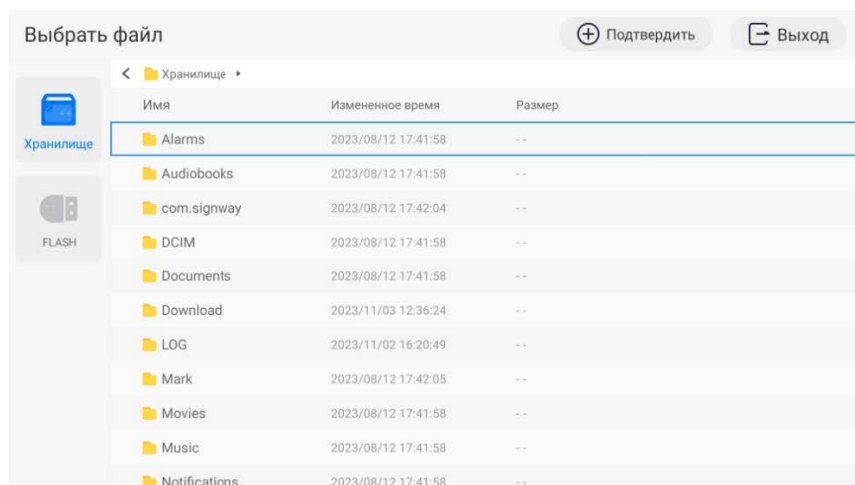 Выбрать файл Подтвердить Выход
Хранилище
Имя Измененное время Размер
Хранилище
Alarms 2023/08/12 17:41:58 --
Audiobooks 2023/08/12 17:41:58 --
com.signway 2023/08/12 17:42:04 --
FLASH
DCIM 2023/08/12 17:41:58 --
Documents 2023/08/12 17:41:58 --
Download 2023/11/03 12:36:24 --
LOG 2023/11/02 16:20:49 --
Mark 2023/08/12 17:42:05 --
Movies 2023/08/12 17:41:58 --
Music 2023/08/12 17:41:58 --
Notifications 2023/08/12 17:41:58 --